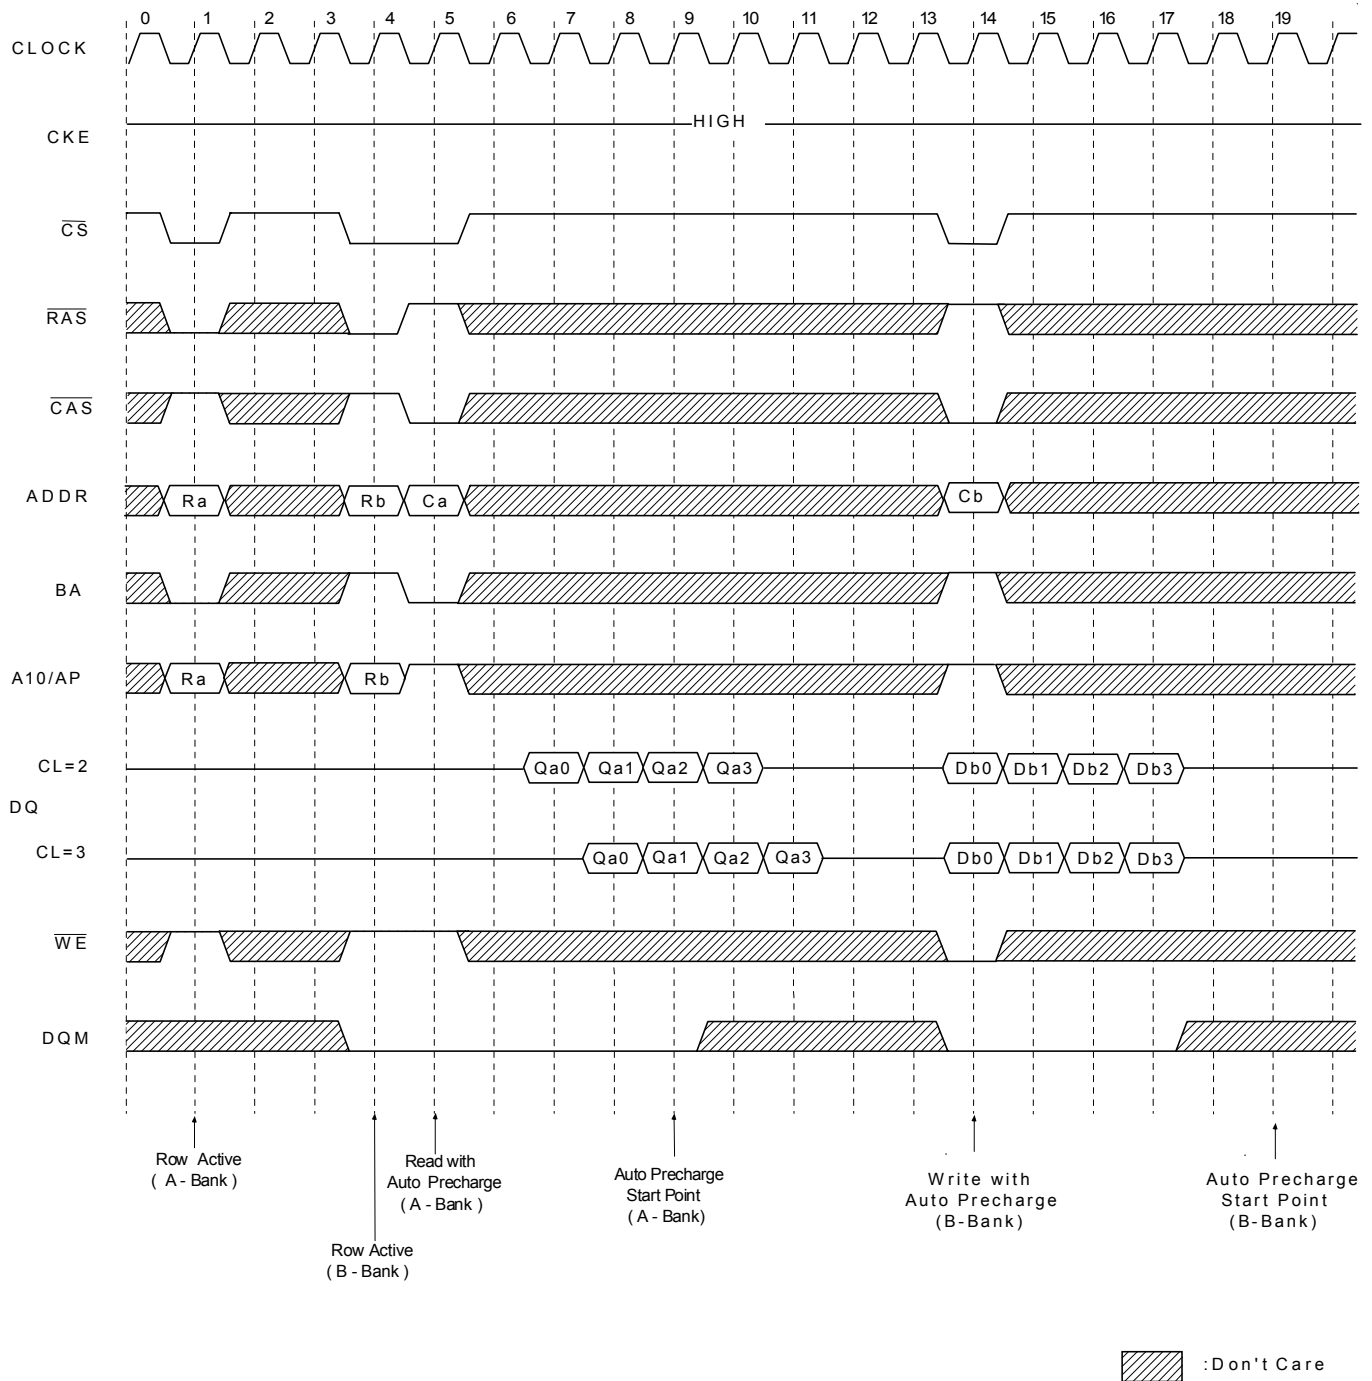 0 1 2 3 4 5 6 7 8 9 10 11 12 13 14 15 16 17 18 19
CLOCK
HIGH
CKE
CS
RAS
CAS
ADDR Ra Rb Ca Cb
BA
A10/AP Ra Rb
CL=2 Qa0 Qa1 Qa2 Qa3 Db0 Db1 Db2 Db3
DQ
CL=3 Qa0 Qa1 Qa2 Qa3 Db0 Db1 Db2 Db3
WE
DQM
Row Active
( A - Bank )
Row Active
( B - Bank )
Read with
Auto Precharge
( A - Bank )
Auto Precharge
Start Point
( A - Bank)
Write with
Auto Precharge
(B-Bank)
Auto Precharge
Start Point
(B-Bank)
:Don't Care